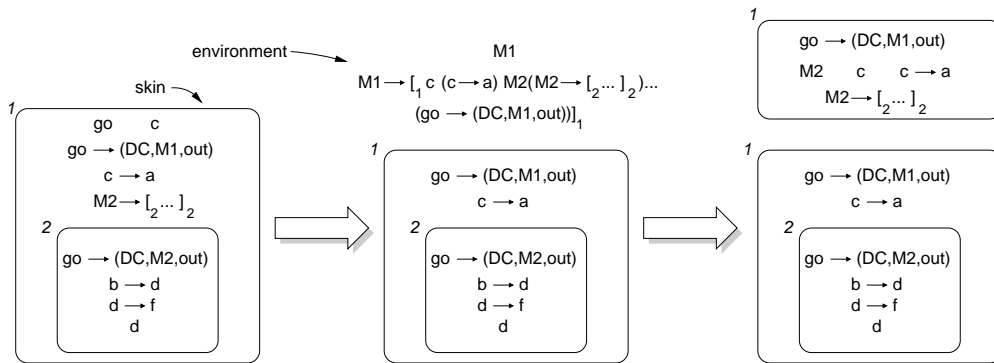 environment
skin
1
go c
go → (DC,M1,out)
c → a
M2 → [2 ... ]2
2
go → (DC,M2,out)
b → d
d → f
d
M1
M1 → [1 c (c → a) M2(M2 → [2 ... ]2)...
(go → (DC,M1,out))]1
1
go → (DC,M1,out)
c → a
2
go → (DC,M2,out)
b → d
d → f
d
1
go → (DC,M1,out)
M2 c c → a
M2 → [2 ... ]2
1
go → (DC,M1,out)
c → a
2
go → (DC,M2,out)
b → d
d → f
d